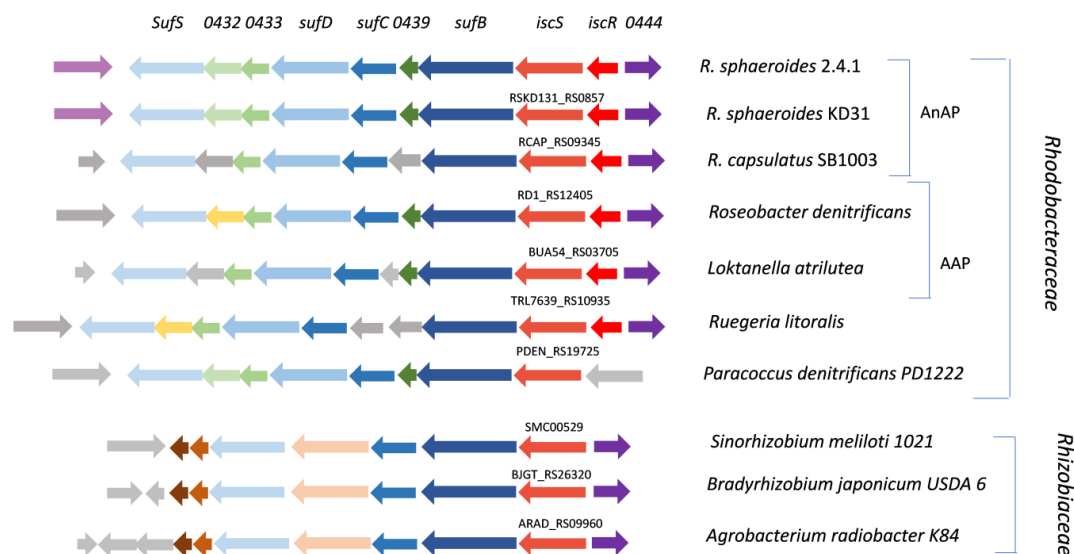 SufS 0432 0433 sufD sufC 0439 sufB iscS iscR 0444
R. sphaeroides 2.4.1
RSKD131_RS0857
R. sphaeroides KD31
AnAP
RCAP_RS09345
R. capsulatus SB1003
RD1_RS12405
Roseobacter denitrificans
BUA54_RS03705
Loktanella atrilutea
AAP
TRL7639_RS10935
Ruegeria litoralis
PDEN_RS19725
Paracoccus denitrificans PD1222
Rhodobacteraceae
SMC00529
Sinorhizobium meliloti 1021
BJGT_RS26320
Bradyrhizobium japonicum USDA 6
ARAD_RS09960
Agrobacterium radiobacter K84
Rhizobiaceae